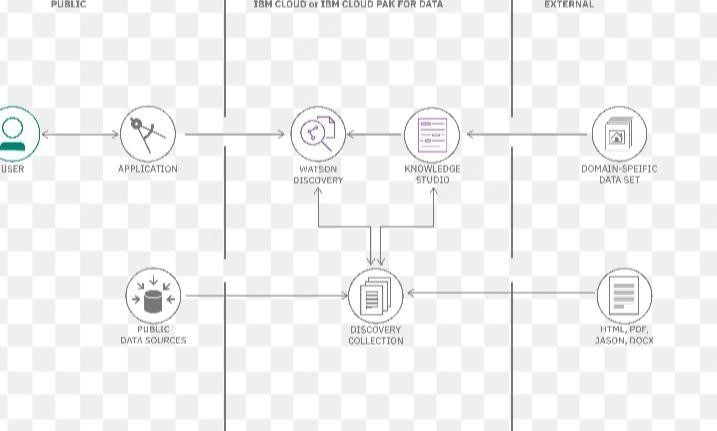 PUBLIC
IBM CLOUD or IBM CLOUD PAK FOR DATA
EXTERNAL
USER
APPLICATION
WATSON
DISCOVERY
KNOWLEDGE
STUDIO
DOMAIN-SPEIFIC
DATA SET
PUBLIC
DATA SOURCES
DISCOVERY
COLLECTION
HTML, PDF,
JASON, DOCX